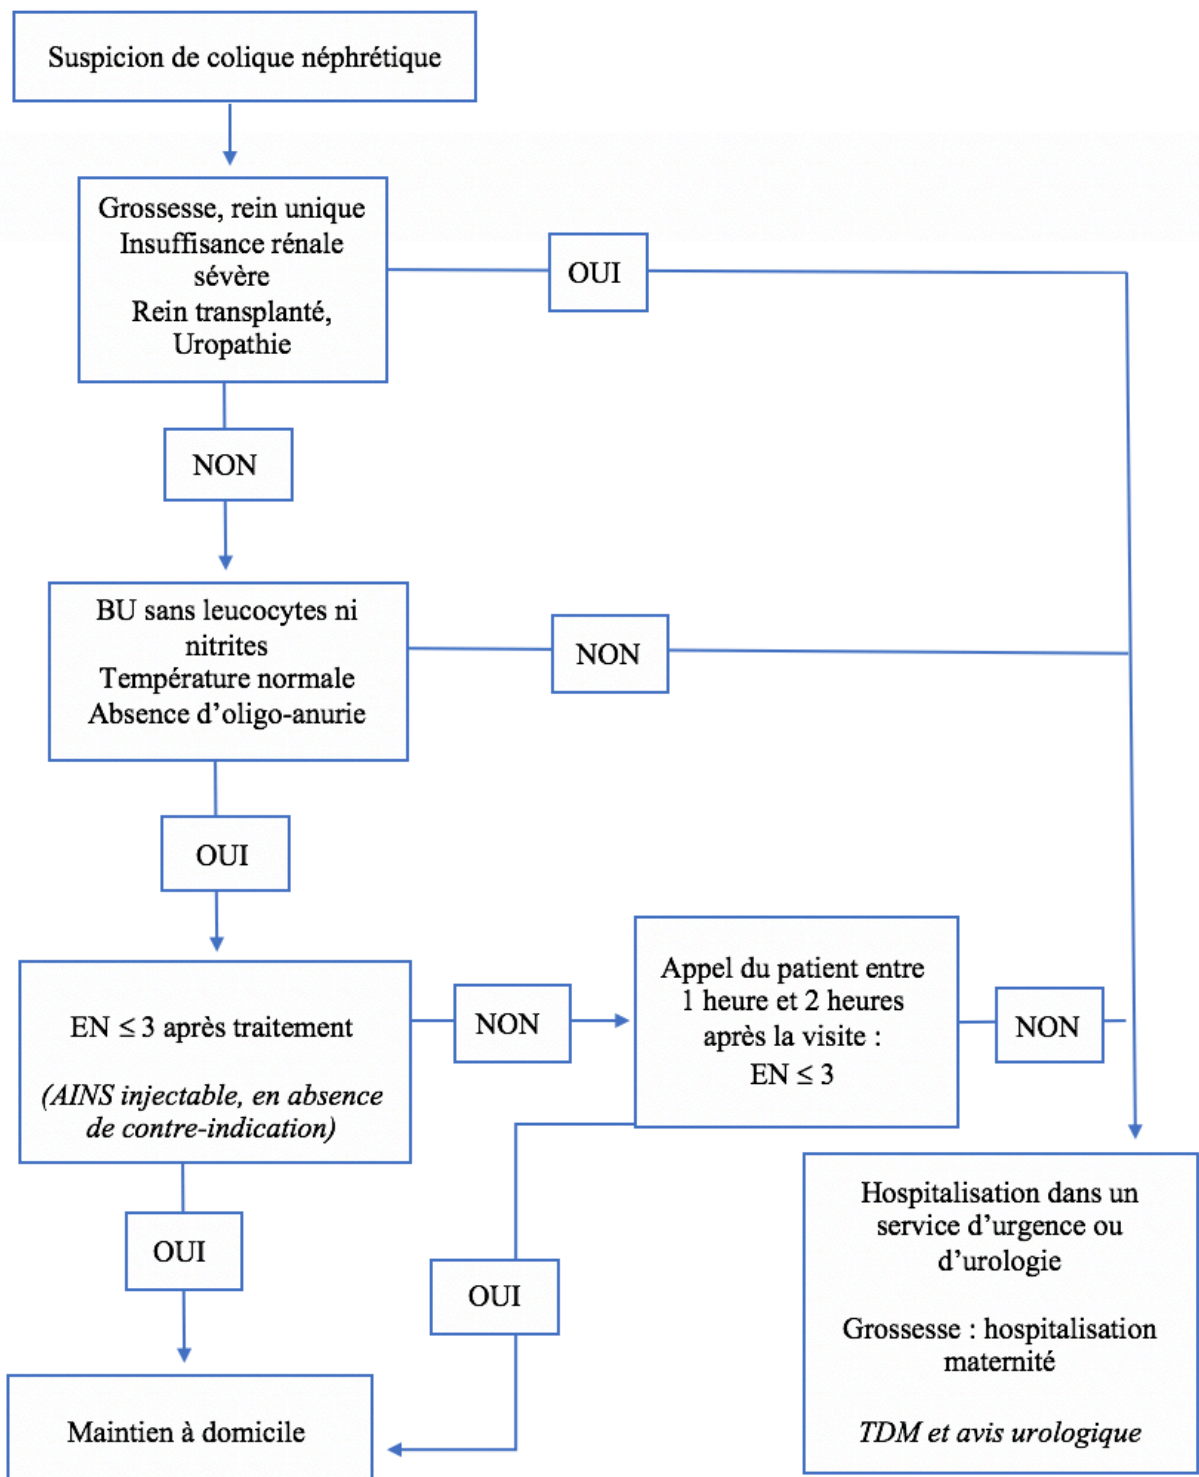 Suspicion de colique néphrétique
Grossesse, rein unique
Insuffisance rénale
sévère
Rein transplanté,
Uropathie
OUI
NON
BU sans leucocytes ni
nitrites
Température normale
Absence d’oligo-anurie
NON
OUI
EN ≤ 3 après traitement
(AINS injectable, en absence
de contre-indication)
NON
Appel du patient entre
1 heure et 2 heures
après la visite :
EN ≤ 3
NON
OUI
OUI
Maintien à domicile
Hospitalisation dans un
service d’urgence ou
d’urologie
Grossesse : hospitalisation
maternité
TDM et avis urologique